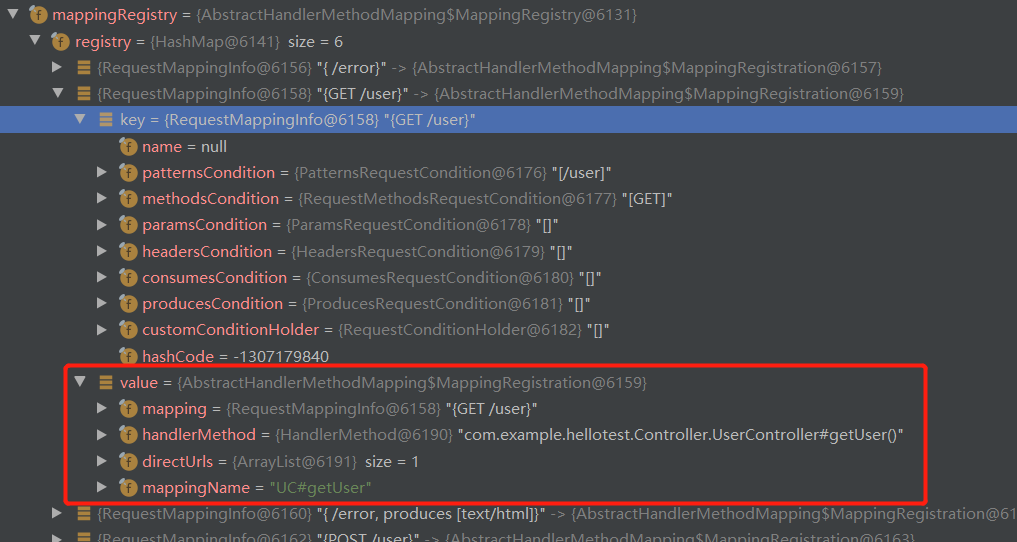 mappingRegistry = {AbstractHandlerMethodMapping$MappingRegistry@6131}
registry = {HashMap@6141} size = 6
{RequestMappingInfo@6156} "{ /error}" -> {AbstractHandlerMethodMapping$MappingRegistration@6157}
{RequestMappingInfo@6158} "{GET /user}" -> {AbstractHandlerMethodMapping$MappingRegistration@6159}
key = {RequestMappingInfo@6158} "{GET /user}"
name = null
patternsCondition = {PatternsRequestCondition@6176} "[/user]"
methodsCondition = {RequestMethodsRequestCondition@6177} "[GET]"
paramsCondition = {ParamsRequestCondition@6178} "[]"
headersCondition = {HeadersRequestCondition@6179} "[]"
consumesCondition = {ConsumesRequestCondition@6180} "[]"
producesCondition = {ProducesRequestCondition@6181} "[]"
customConditionHolder = {RequestConditionHolder@6182} "[]"
hashCode = -1307179840
value = {AbstractHandlerMethodMapping$MappingRegistration@6159}
mapping = {RequestMappingInfo@6158} "{GET /user}"
handlerMethod = {HandlerMethod@6190} "com.example.hellotest.Controller.UserController#getUser()"
directUrls = {ArrayList@6191} size = 1
mappingName = "UC#getUser"
{RequestMappingInfo@6160} "{ /error, produces [text/html]}" -> {AbstractHandlerMethodMapping$MappingRegistration@61
{RequestMappingInfo@6162} "{POST /user}" -> {AbstractHandlerMethodMapping$MappingRegistration@6163}